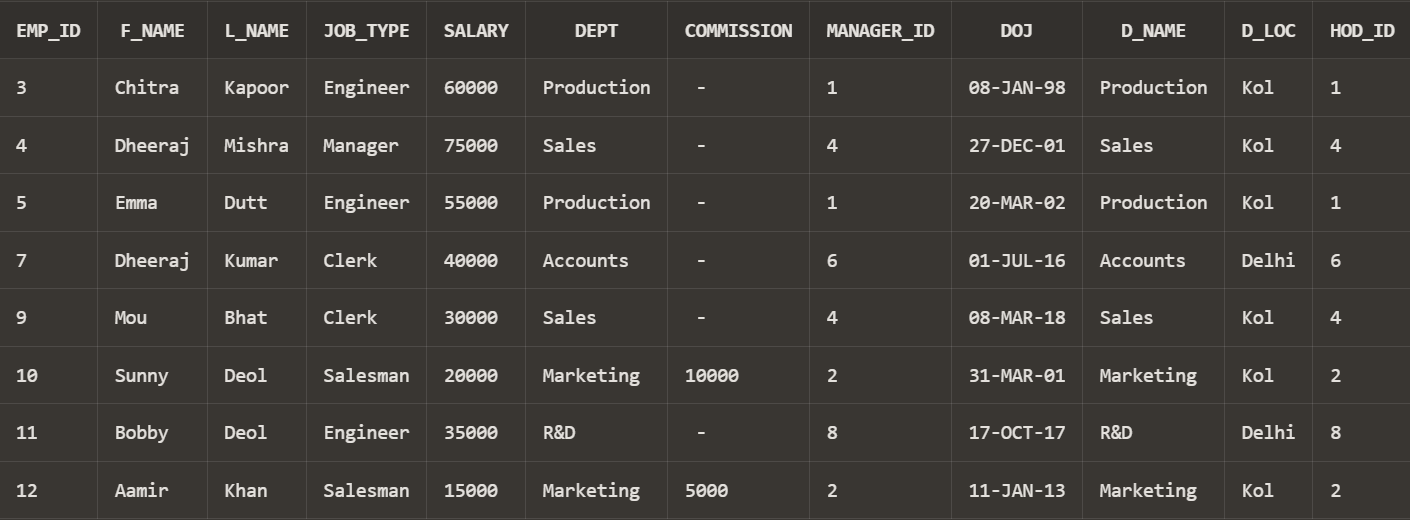 EMP_ID F_NAME L_NAME JOB_TYPE SALARY DEPT COMMISSION MANAGER_ID DOJ D_NAME D_LOC HOD_ID
3 Chitra Kapoor Engineer 60000 Production - 1 08-JAN-98 Production Kol 1
4 Dheeraj Mishra Manager 75000 Sales - 4 27-DEC-01 Sales Kol 4
5 Emma Dutt Engineer 55000 Production - 1 20-MAR-02 Production Kol 1
7 Dheeraj Kumar Clerk 40000 Accounts - 6 01-JUL-16 Accounts Delhi 6
9 Mou Bhat Clerk 30000 Sales - 4 08-MAR-18 Sales Kol 4
10 Sunny Deol Salesman 20000 Marketing 10000 2 31-MAR-01 Marketing Kol 2
11 Bobby Deol Engineer 35000 R&D - 8 17-OCT-17 R&D Delhi 8
12 Aamir Khan Salesman 15000 Marketing 5000 2 11-JAN-13 Marketing Kol 2